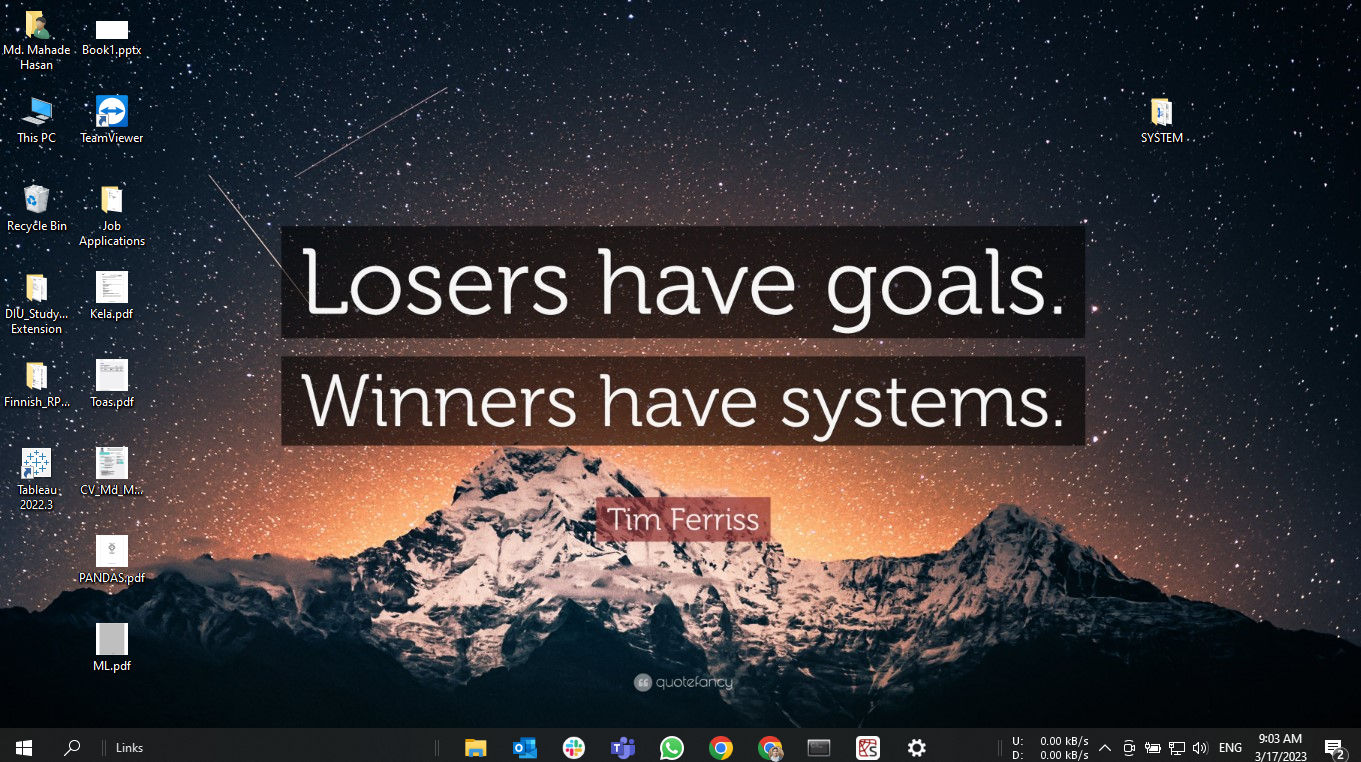 Md. Mahade
Hasan
Book1.pptx
This PC
TeamViewer
SYSTEM
Recycle Bin
Job
Applications
DIU_Study...
Extension
Kela.pdf
Losers have goals.
Winners have systems.
Finnish_RP...
Toas.pdf
Tableau
2022.3
CV_Md_M...
Tim Ferriss
PANDAS.pdf
ML.pdf
quotefancy
Links
U: 0.00 kB/s
D: 0.00 kB/s
ENG
9:03 AM
3/17/2023
2